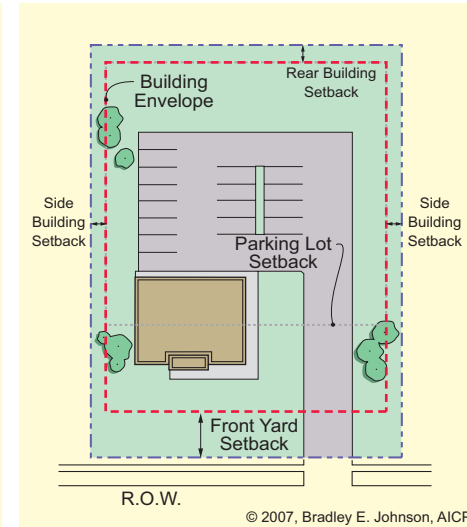 Rear Building
Setback
Building
Envelope
Side
Building
Setback
Side
Building
Setback
Parking Lot
Setback
Front Yard
Setback
R.O.W.
© 2007, Bradley E. Johnson, AICP